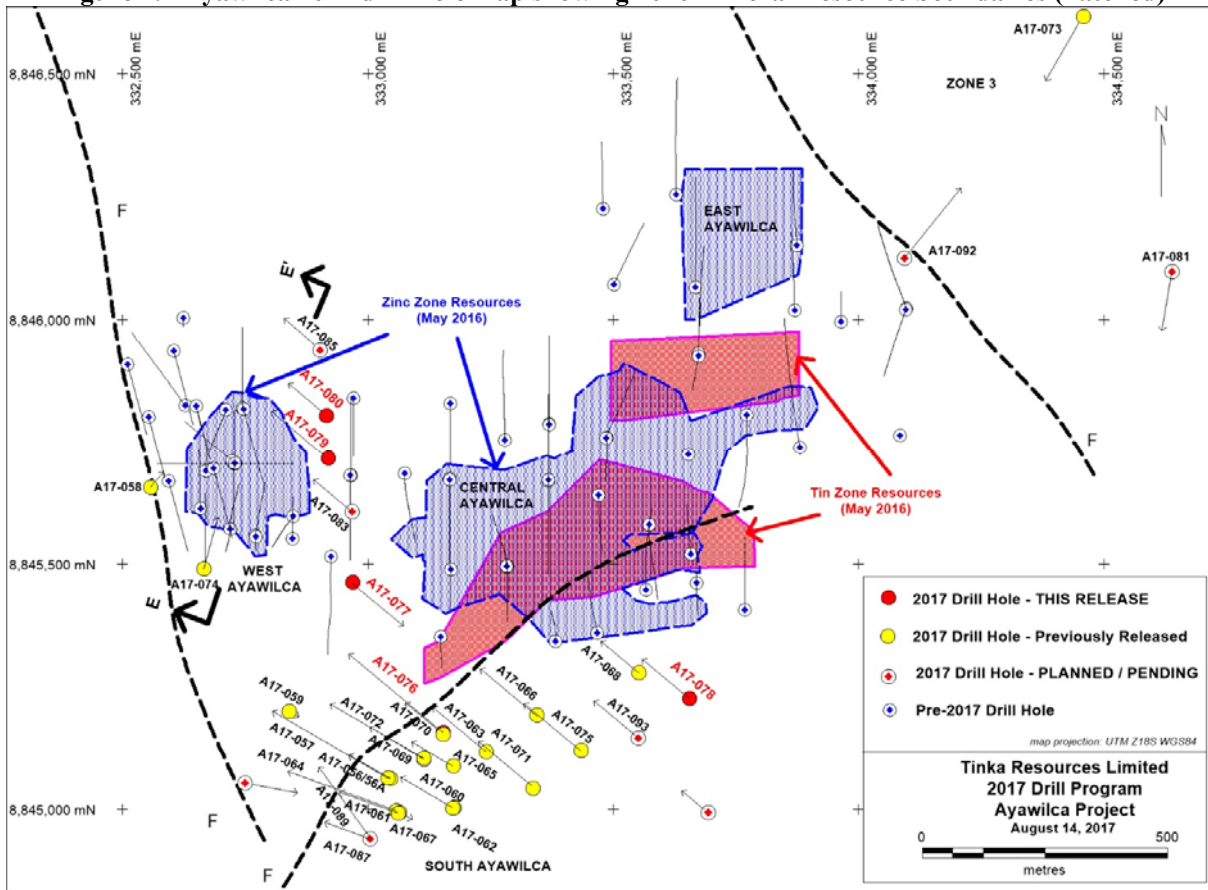 8,846,500 mN
332,500 mE
333,000 mE
333,500 mE
334,000 mE
334,500 mE
A17-073
ZONE 3
N
F
EAST
AYAWILCA
A17-092
A17-081
E'
Zinc Zone Resources
(May 2016)
8,846,000 mN
A17-085
A17-080
A17-079
F
A17-058
CENTRAL
AYAWILCA
A17-083
Tin Zone Resources
(May 2016)
8,845,500 mN
A17-074
WEST
AYAWILCA
E
A17-077
A17-076
A17-068
A17-078
A17-066
A17-059
A17-072
A17-070
A17-063
A17-093
A17-075
A17-057
A17-069
A17-071
A17-064
A17-056/56A
A17-065
A17-060
8,845,000 mN
A17-061
A17-089
A17-067
A17-062
A17-087
F
F
SOUTH AYAWILCA
2017 Drill Hole - THIS RELEASE
2017 Drill Hole - Previously Released
2017 Drill Hole - PLANNED / PENDING
Pre-2017 Drill Hole
map projection: UTM Z18S WGS84
Tinka Resources Limited
2017 Drill Program
Ayawilca Project
August 14, 2017
0 500
metres